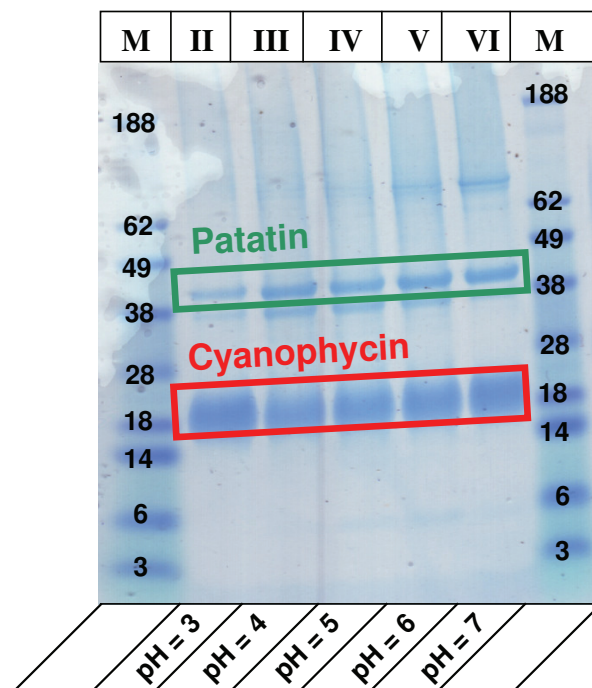 M II III IV V VI M
188
62
49
38
28
18
14
6
3
Patatin
Cyanophycin
188
62
49
38
28
18
14
6
3
pH = 3
pH = 4
pH = 5
pH = 6
pH = 7